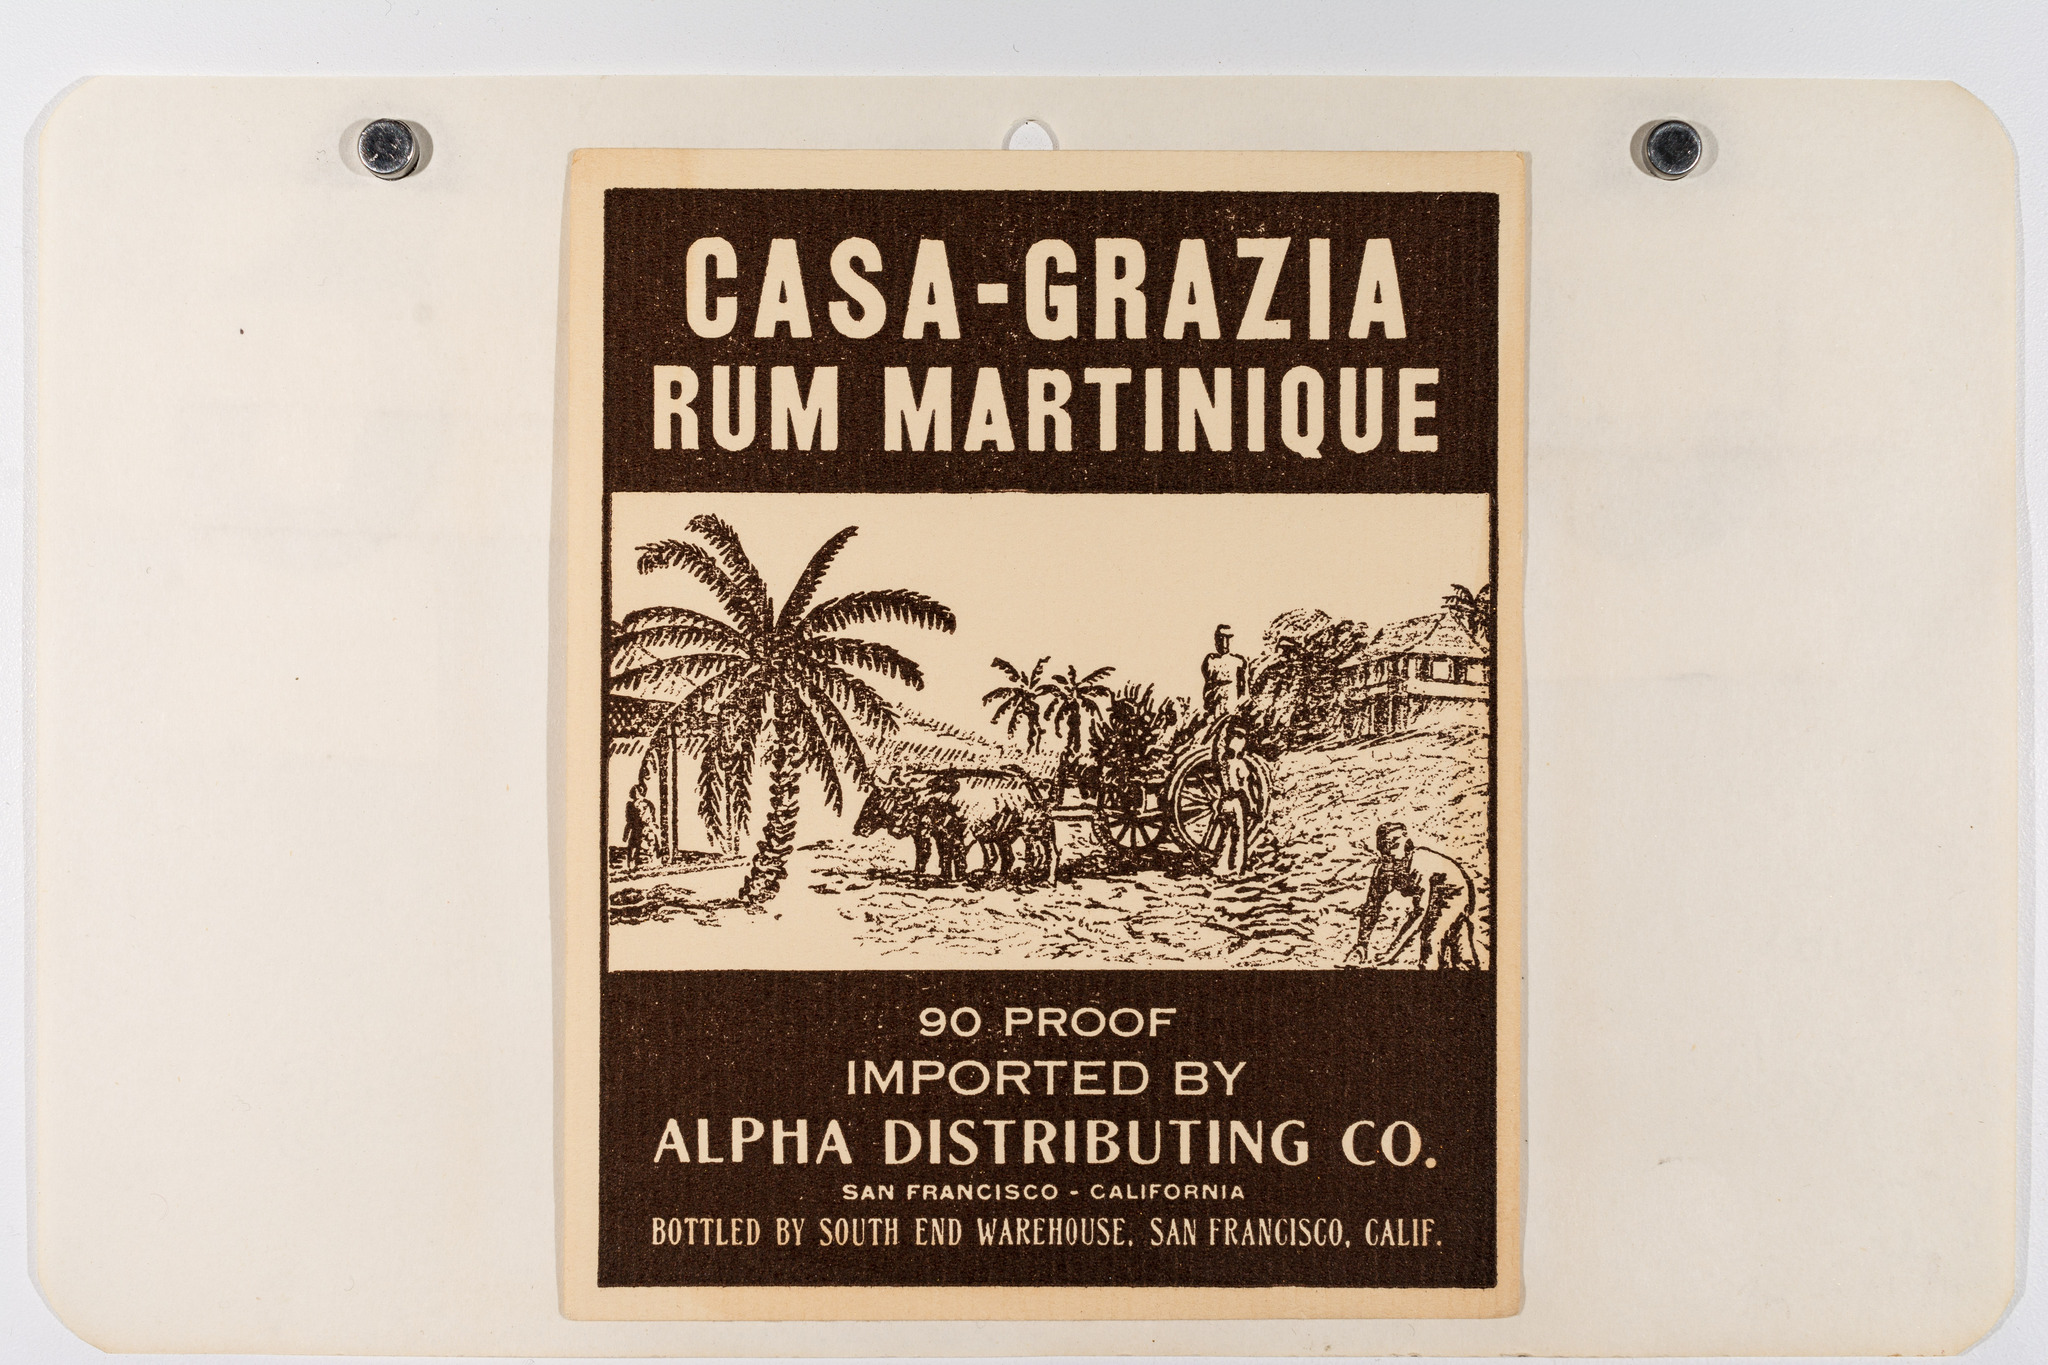 CASA-GRAZIA
RUM MARTINIQUE
90 PROOF
IMPORTED BY
ALPHA DISTRIBUTING CO.
SAN FRANCISCO - CALIFORNIA
BOTTLED BY SOUTH END WAREHOUSE, SAN FRANCISCO, CALIF.